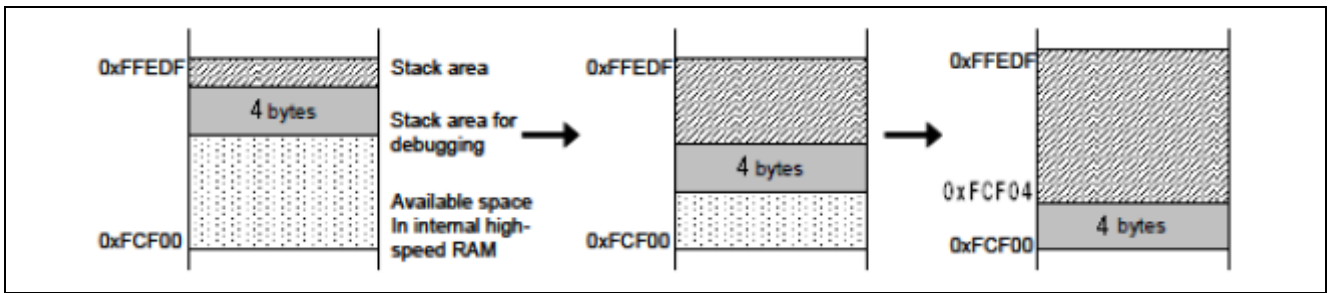 0xFFEDF
4 bytes
0xFCF00
Stack area
Stack area for
debugging
Available space
In internal high-
speed RAM
0xFFEDF
4 bytes
0xFCF00
0xFFEDF
0xFCF04
4 bytes
0xFCF00